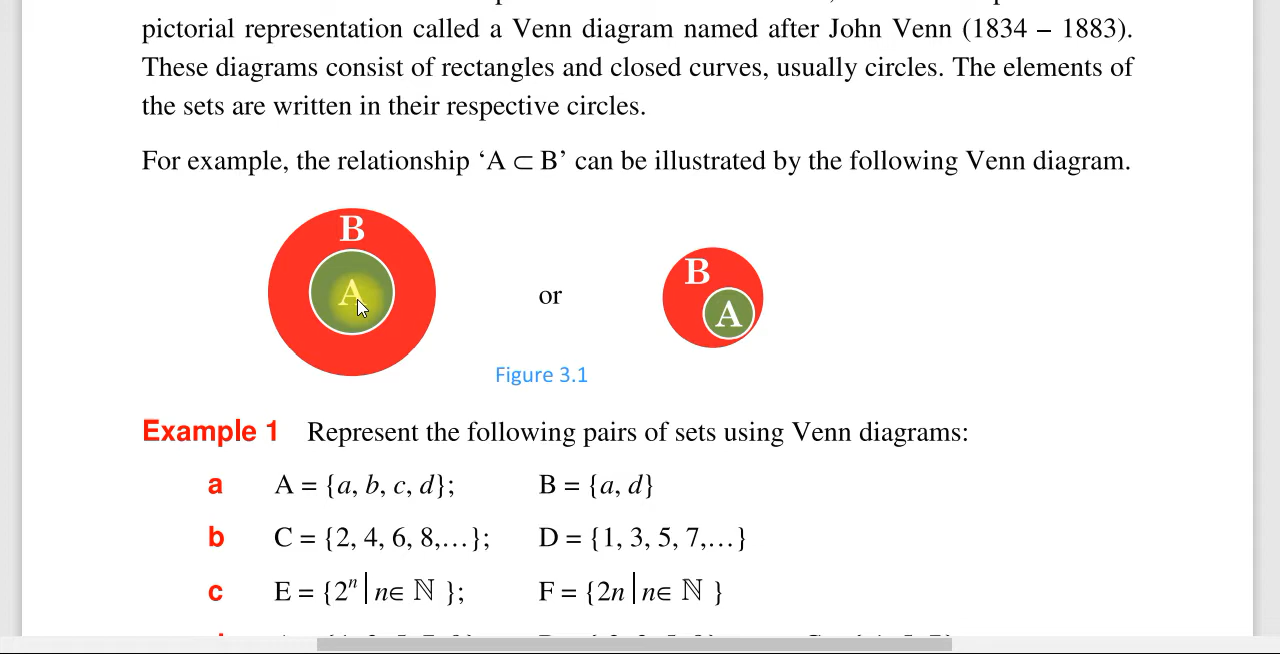 pictorial representation called a Venn diagram named after John Venn (1834 – 1883).
These diagrams consist of rectangles and closed curves, usually circles. The elements of
the sets are written in their respective circles.
For example, the relationship ‘A ⊂ B’ can be illustrated by the following Venn diagram.
B
A
or
B
A
Figure 3.1
Example 1 Represent the following pairs of sets using Venn diagrams:
a A = {a, b, c, d}; B = {a, d}
b C = {2, 4, 6, 8,…}; D = {1, 3, 5, 7,…}
c E = {2ⁿ | n∈ ℕ }; F = {2n | n∈ ℕ }